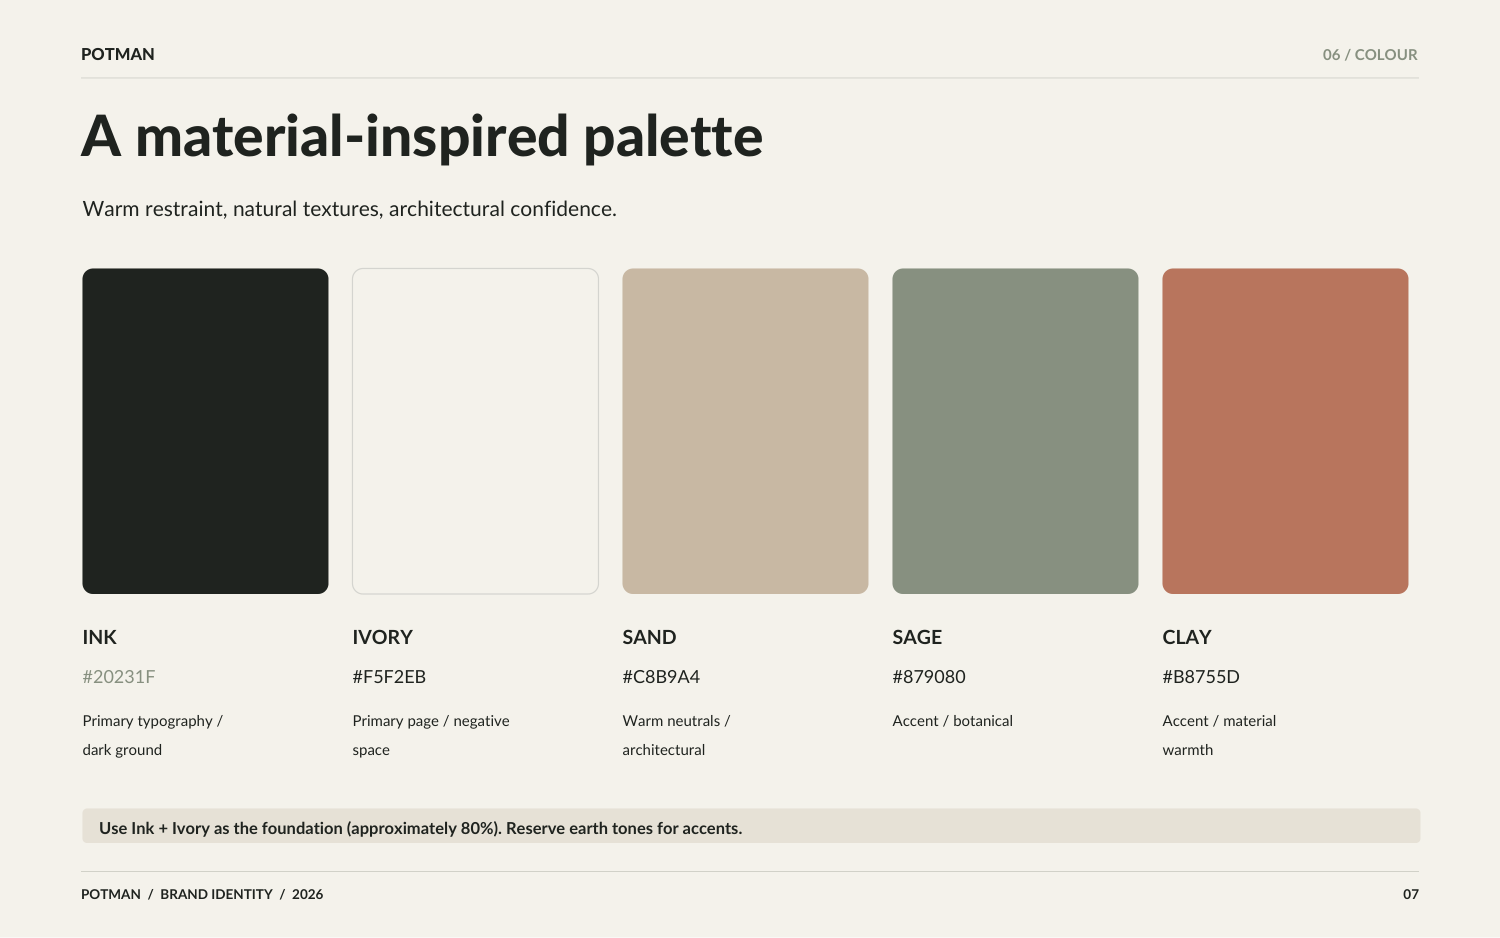 POTMAN
06 / COLOUR
A material-inspired palette
Warm restraint, natural textures, architectural confidence.
INK
#20231F
Primary typography /
dark ground
IVORY
#F5F2EB
Primary page / negative
space
SAND
#C8B9A4
Warm neutrals /
architectural
SAGE
#879080
Accent / botanical
CLAY
#B8755D
Accent / material
warmth
Use Ink + Ivory as the foundation (approximately 80%). Reserve earth tones for accents.
POTMAN / BRAND IDENTITY / 2026
07